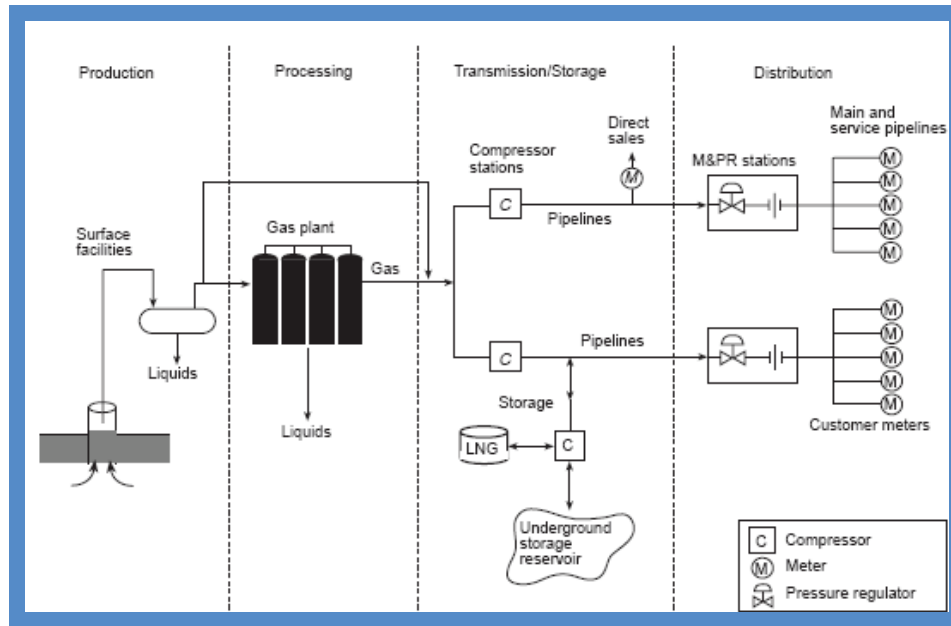 Production
Processing
Transmission/Storage
Distribution
Surface
facilities
Liquids
Gas plant
Gas
Liquids
Compressor
stations
C
Direct
sales
M
Pipelines
C
Pipelines
Storage
LNG
C
Underground
storage
reservoir
M&PR stations
Main and
service pipelines
M
M
M
M
M
M
M
M
M
M
Customer meters
C Compressor
M Meter
Pressure regulator